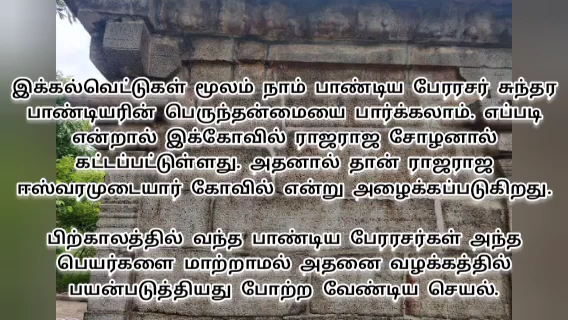 இக்கல்வெட்டுகள் மூலம் நாம் பாண்டிய பேரரசர் சுந்தர
பாண்டியரின் பெருந்தன்மையை பார்க்கலாம். எப்படி
என்றால் இக்கோவில் ராஜராஜ சோழனால்
கட்டப்பட்டுள்ளது. அதனால் தான் ராஜராஜ
ஈஸ்வரமுடையார் கோவில் என்று அழைக்கப்படுகிறது.
பிற்காலத்தில் வந்த பாண்டிய பேரரசர்கள் அந்த
பெயர்களை மாற்றாமல் அதனை வழக்கத்தில்
பயன்படுத்தியது போற்ற வேண்டிய செயல்.